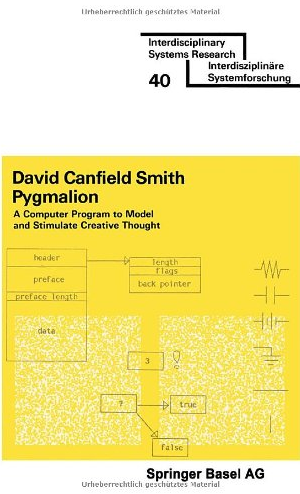 Urheberrechtlich geschütztes Material
Interdisciplinary
Systems Research
Interdisziplinäre
Systemforschung
40
David Canfield Smith
Pygmalion
A Computer Program to Model
and Stimulate Creative Thought
header
preface
preface length
data
length
flags
back pointer
3
!
?
true
false
Springer Basel AG
Urheberrechtlich geschütztes Material